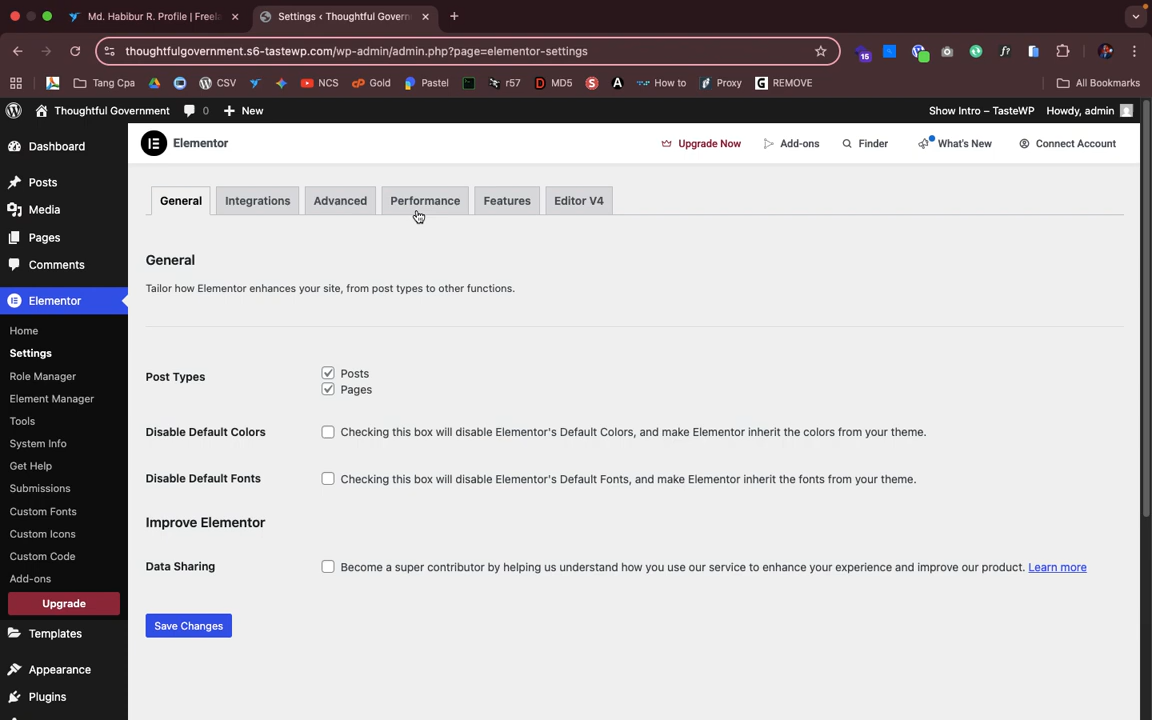 Md. Habibur R. Profile | Freela
Settings ‹ Thoughtful Govern
thoughtfulgovernment.s6-tastewp.com/wp-admin/admin.php?page=elementor-settings
15
Tang Cpa
CSV
NCS
Gold
Pastel
r57
MD5
How to
Proxy
REMOVE
All Bookmarks
Thoughtful Government
0
New
Show Intro – TasteWP
Howdy, admin
Dashboard
Posts
Media
Pages
Comments
Elementor
Home
Settings
Role Manager
Element Manager
Tools
System Info
Get Help
Submissions
Custom Fonts
Custom Icons
Custom Code
Add-ons
Upgrade
Templates
Appearance
Plugins
Elementor
Upgrade Now
Add-ons
Finder
What's New
Connect Account
General
Integrations
Advanced
Performance
Features
Editor V4
General
Tailor how Elementor enhances your site, from post types to other functions.
Post Types
Posts
Pages
Disable Default Colors
Checking this box will disable Elementor's Default Colors, and make Elementor inherit the colors from your theme.
Disable Default Fonts
Checking this box will disable Elementor's Default Fonts, and make Elementor inherit the fonts from your theme.
Improve Elementor
Data Sharing
Become a super contributor by helping us understand how you use our service to enhance your experience and improve our product. Learn more
Save Changes